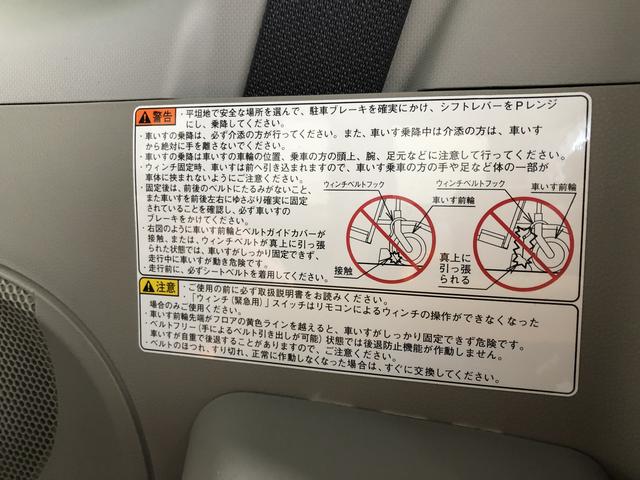 警告
・平坦地で安全な場所を選んで、駐車ブレーキを確実にかけ、シフトレバーをPレンジ
にし、乗降してください。
・車いすの乗降は、必ず介添の方が行ってください。また、車いす乗降中は介添の方は、車いす
から絶対に手を離さないでください。
・車いすの乗降は車いすの車輪の位置、乗車の方の頭上、腕、足元などに注意して行ってください。
・ウィンチ固定時、車いすは前へ引き込まれますので、車いす乗車の方の手や足など体の一部が
車体に挟まれないようにご注意ください。
・固定後は、前後のベルトにたるみがないこと、
また車いすを前後左右にゆさぶり確実に固定
されていることを確認し、必ず車いすの
ブレーキをかけてください。
・右図のように車いす前輪とベルトガイドカバーが
接触、または、ウィンチベルトが真上に引っ張
られた状態では、車いすがしっかり固定できず、
走行中に車いすが動き危険です。
・走行前に、必ずシートベルトを着用してください。
ウィンチベルトフック
車いす前輪
接触
ウィンチベルトフック
車いす前輪
真上に
引っ張
られる
注意
・ご使用の前に必ず取扱説明書をお読みください。
・「ウィンチ(緊急用)」スイッチはリモコンによるウィンチの操作ができなくなった
場合のみご使用ください。
・車いす前輪先端がフロアの黄色ラインを越えると、車いすがしっかり固定できず危険です。
・ベルトフリー(手によるベルト引き出しが可能)状態では後退防止機能が作動しません。
車いすが自重で後退することがありますので、ご注意ください。
・ベルトのほつれ、すり切れ、正常に作動しなくなった場合は、すぐに交換してください。